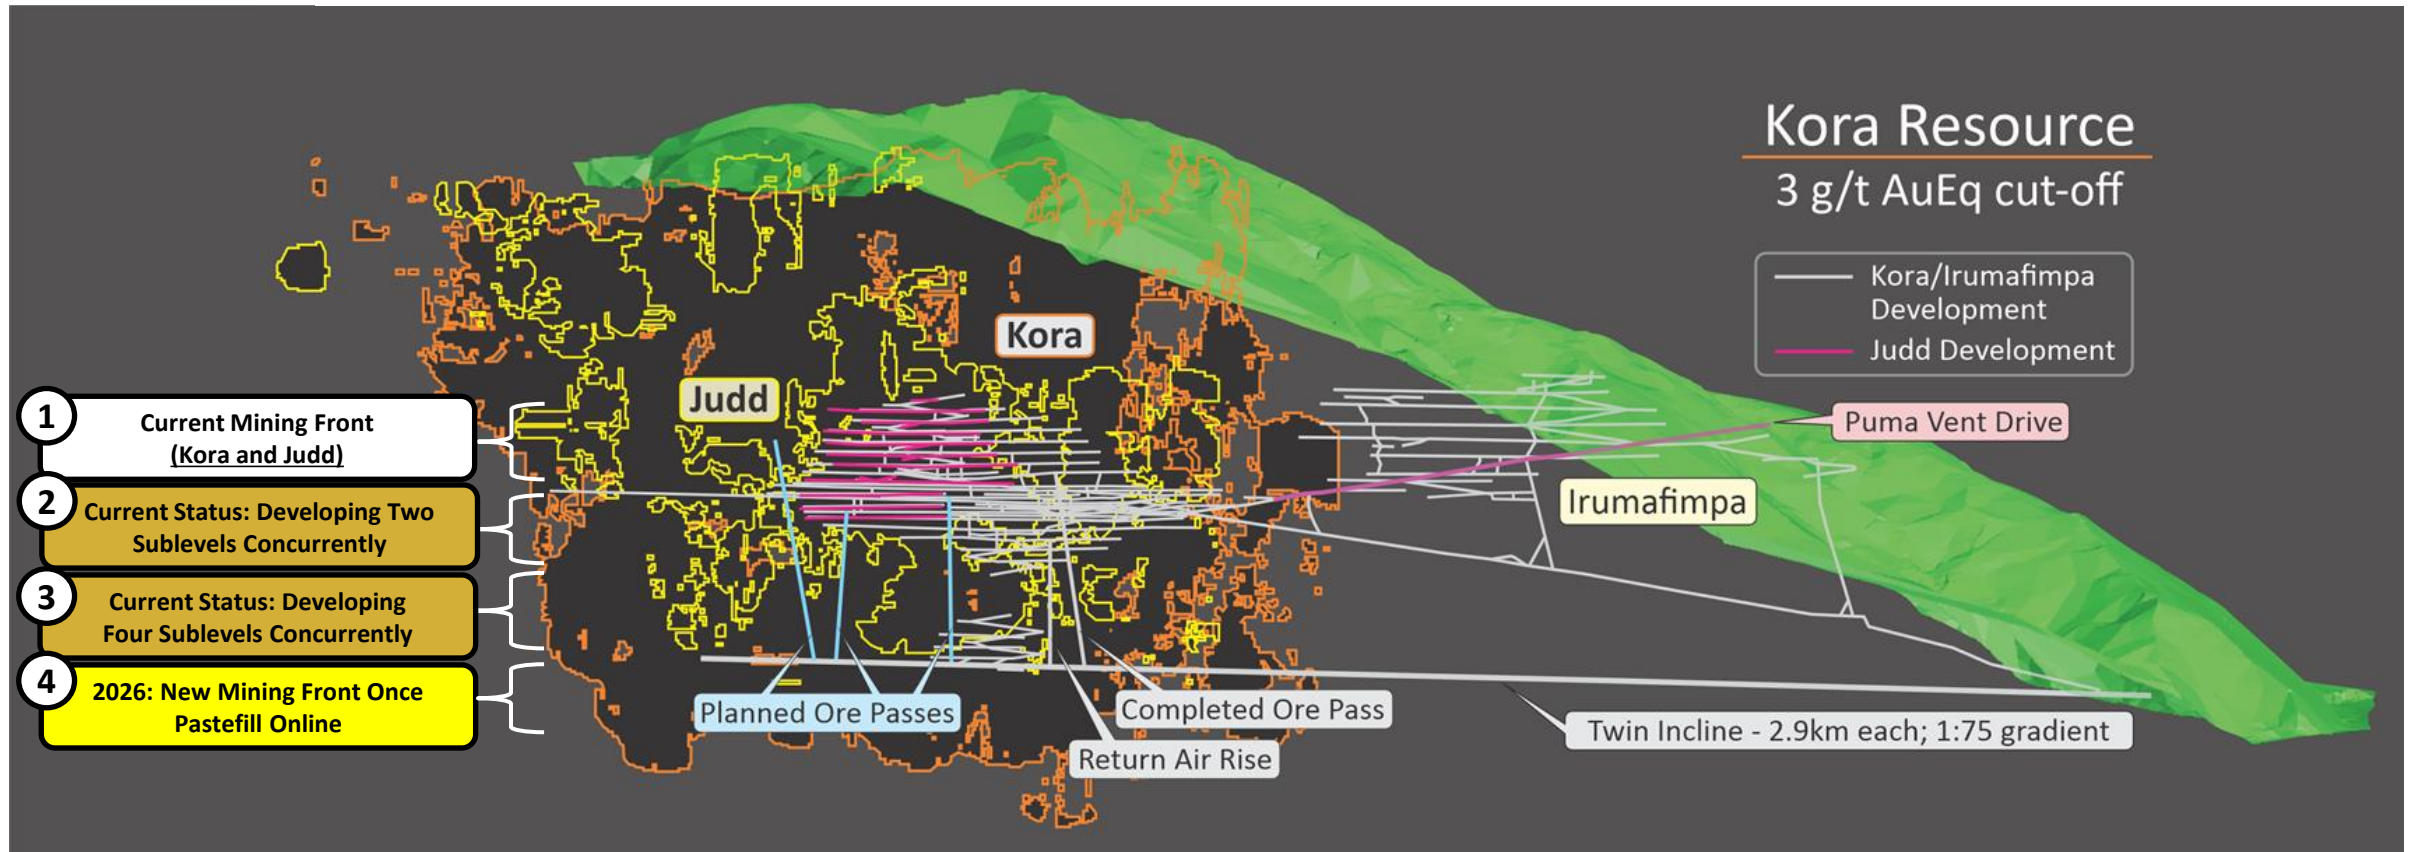 Kora Resource
3 g/t AuEq cut-off
Kora/Irumafimpa
Development
Judd Development
Kora
Judd
1
Current Mining Front
(Kora and Judd)
2
Current Status: Developing Two
Sublevels Concurrently
3
Current Status: Developing
Four Sublevels Concurrently
4
2026: New Mining Front Once
Pastefill Online
Puma Vent Drive
Irumafimpa
Planned Ore Passes
Completed Ore Pass
Return Air Rise
Twin Incline - 2.9km each; 1:75 gradient